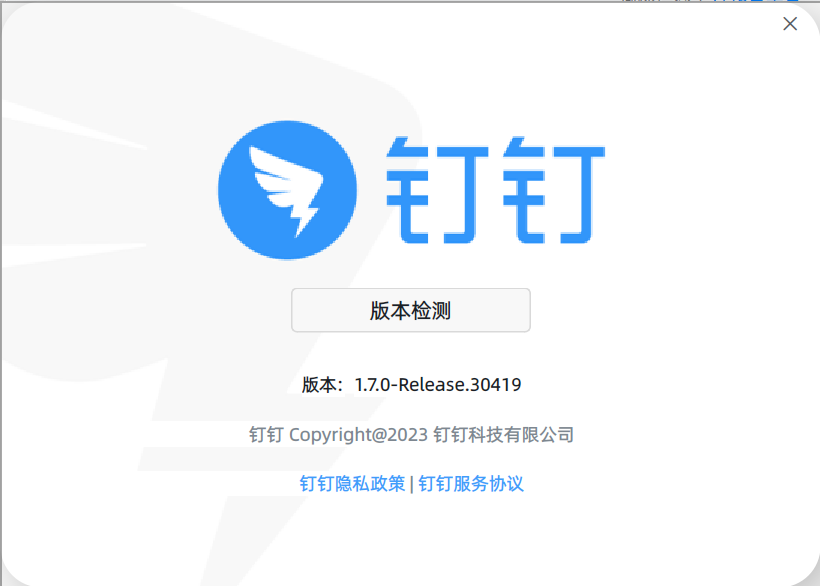 钉钉
版本检测
版本：1.7.0-Release.30419
钉钉 Copyright@2023 钉钉科技有限公司
钉钉隐私政策 | 钉钉服务协议